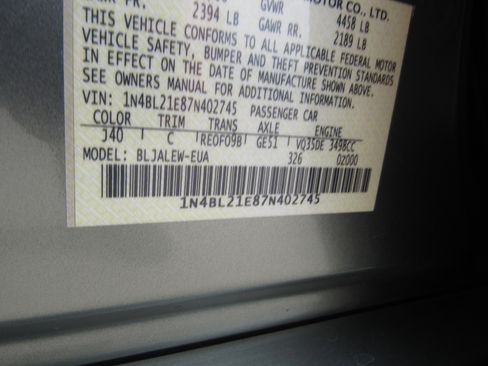 FR. 2394 LB GVWR 4458 LB
GAWR RR. 2189 LB
MOTOR CO., LTD.
THIS VEHICLE CONFORMS TO ALL APPLICABLE FEDERAL MOTOR
VEHICLE SAFETY, BUMPER AND THEFT PREVENTION STANDARDS
IN EFFECT ON THE DATE OF MANUFACTURE SHOWN ABOVE.
SEE OWNERS MANUAL FOR ADDITIONAL INFORMATION.
VIN: 1N4BL21E87N402745 PASSENGER CAR
COLOR TRIM TRANS AXLE ENGINE
J40 C RE0F09B GE51 VQ35DE 3498CC
MODEL: BLJALEW-EUA 326 02000
1N4BL21E87N402745